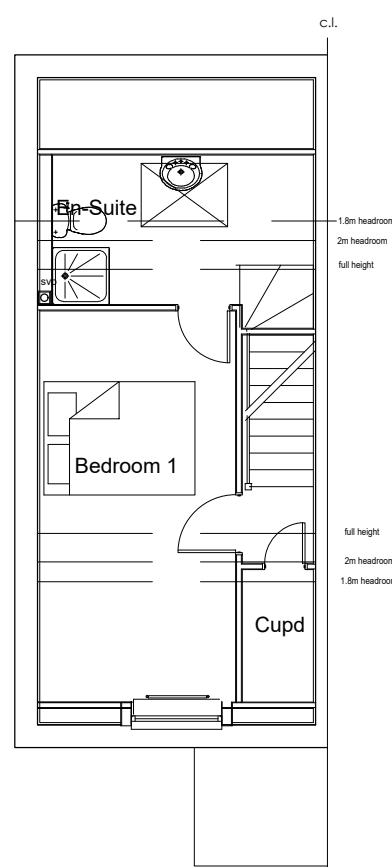 c.l.
En-Suite
1.8m headroom
2m headroom
full height
svp
Bedroom 1
full height
2m headroom
1.8m headroom
Cupd